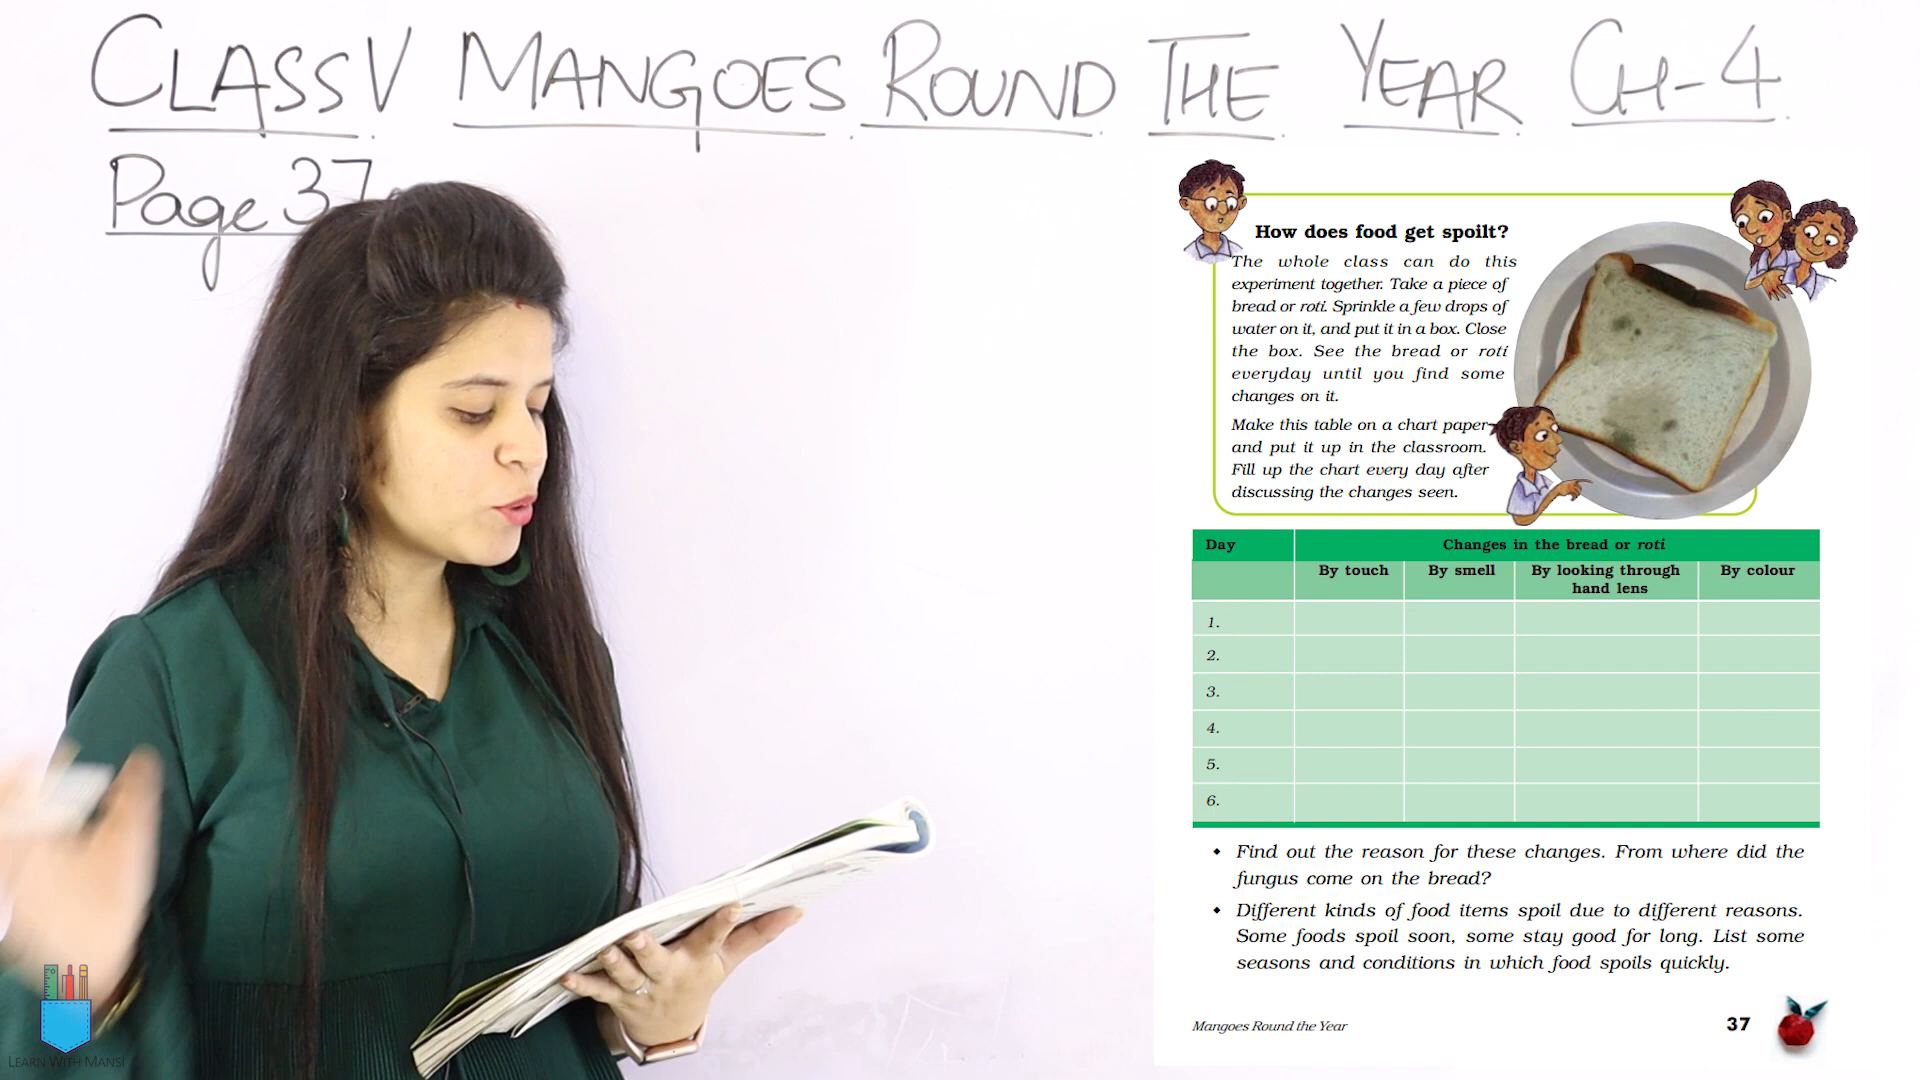 CLASS V MANGOES ROUND THE YEAR CH-4
Page 37
How does food get spoilt?
The whole class can do this
experiment together. Take a piece of
bread or roti. Sprinkle a few drops of
water on it, and put it in a box. Close
the box. See the bread or roti
everyday until you find some
changes on it.
Make this table on a chart paper
and put it up in the classroom.
Fill up the chart every day after
discussing the changes seen.
Day Changes in the bread or roti
By touch By smell By looking through hand lens By colour
1.
2.
3.
4.
5.
6.
Find out the reason for these changes. From where did the
fungus come on the bread?
Different kinds of food items spoil due to different reasons.
Some foods spoil soon, some stay good for long. List some
seasons and conditions in which food spoils quickly.
Mangoes Round the Year 37
LEARN WITH MANSI